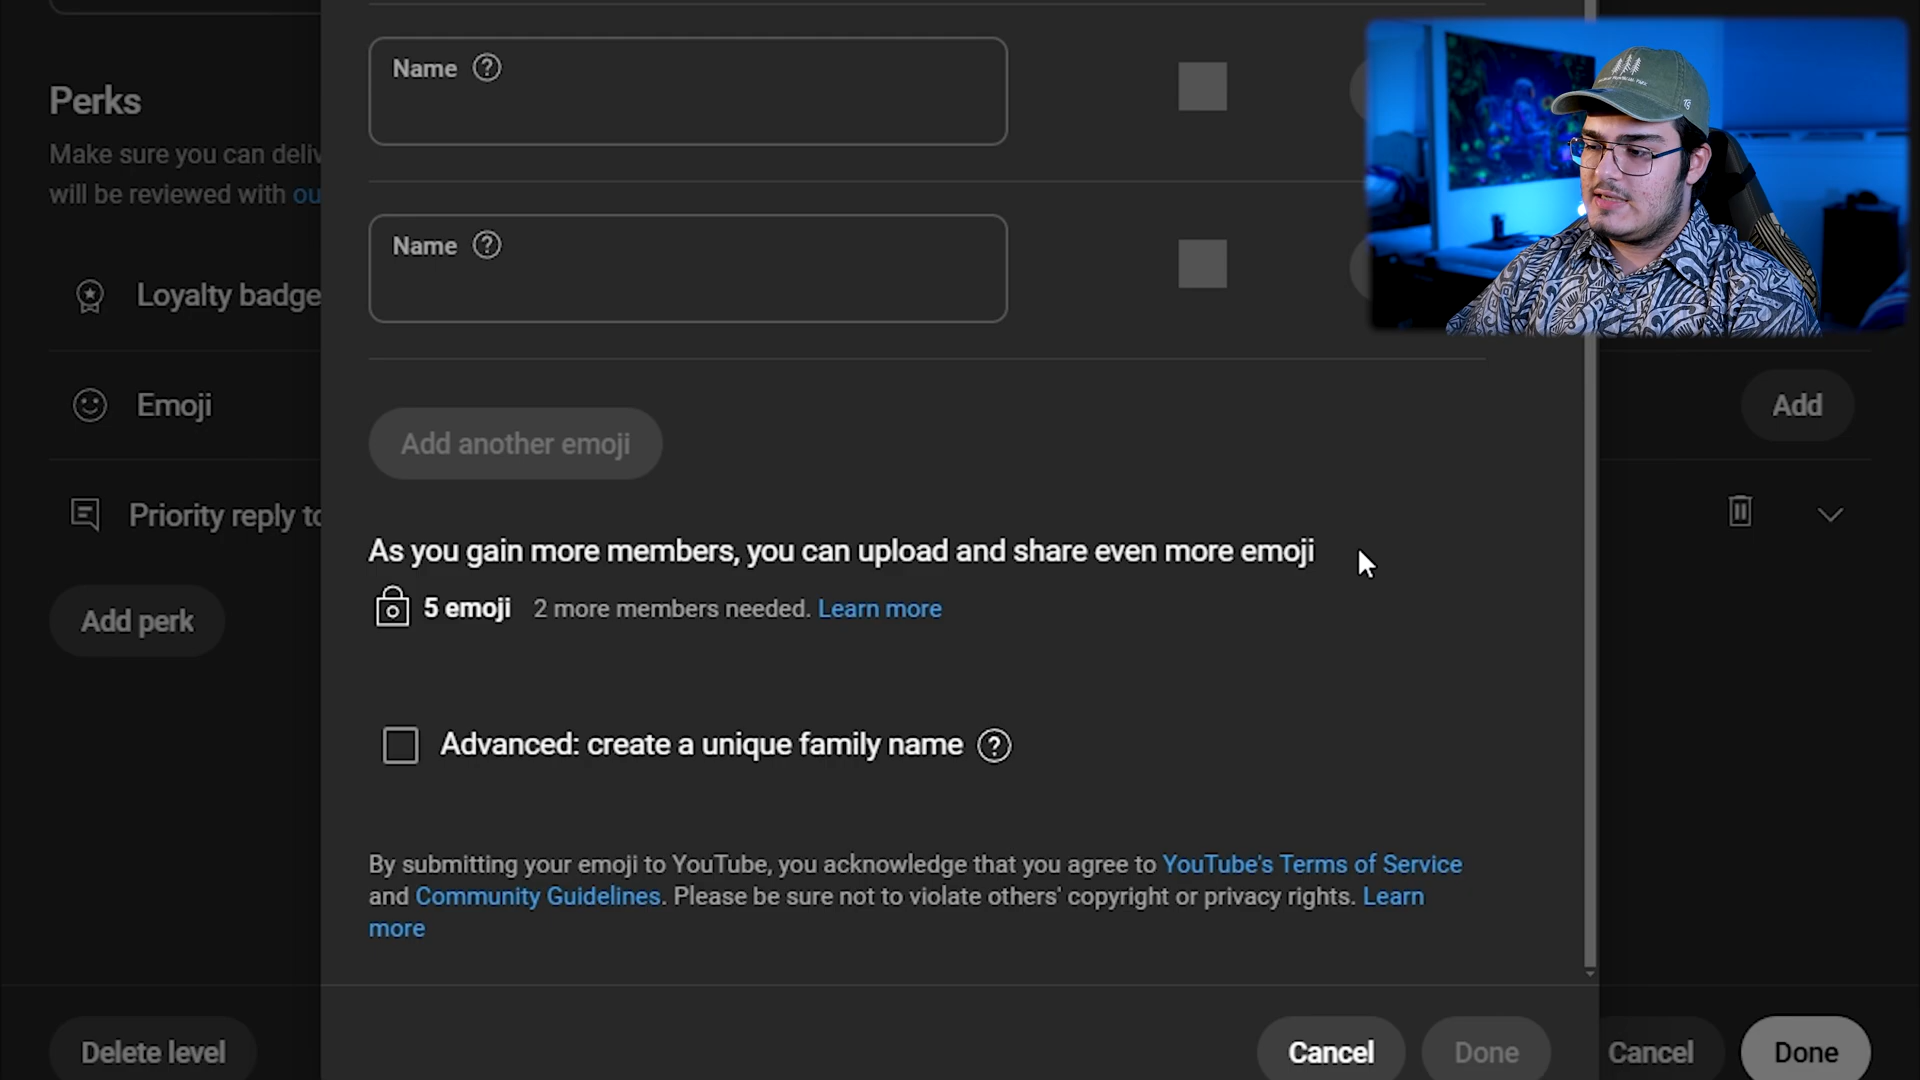 Perks
Make sure you can deliv
will be reviewed with ou
Loyalty badge
Emoji
Add
Priority reply to
Add perk
Delete level
Name
Name
Add another emoji
As you gain more members, you can upload and share even more emoji
5 emoji 2 more members needed. Learn more
Advanced: create a unique family name
By submitting your emoji to YouTube, you acknowledge that you agree to YouTube's Terms of Service
and Community Guidelines. Please be sure not to violate others' copyright or privacy rights. Learn
more
Cancel
Done
Cancel
Done